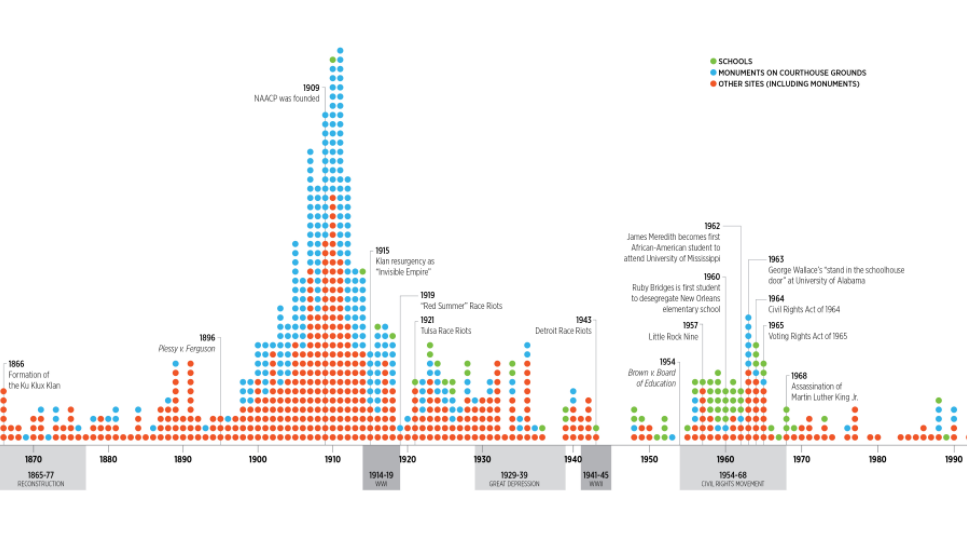 SCHOOLS
MONUMENTS ON COURTHOUSE GROUNDS
OTHER SITES (INCLUDING MONUMENTS)
1909
NAACP was founded
1962
James Meredith becomes first
African-American student to
attend University of Mississippi
1915
Klan resurgency as
"Invisible Empire"
1963
George Wallace's "stand in the schoolhouse
door" at University of Alabama
1960
Ruby Bridges is first student
to desegregate New Orleans
elementary school
1919
"Red Summer" Race Riots
1964
Civil Rights Act of 1964
1921
Tulsa Race Riots
1943
Detroit Race Riots
1957
Little Rock Nine
1965
Voting Rights Act of 1965
1896
Plessy v. Ferguson
1866
Formation of
the Ku Klux Klan
1954
Brown v. Board
of Education
1968
Assassination of
Martin Luther King Jr.
1870 1880 1890 1900 1910 1920 1930 1940 1950 1960 1970 1980 1990
1865-77
RECONSTRUCTION
1914-19
WWI
1929-39
GREAT DEPRESSION
1941-45
WWII
1954-68
CIVIL RIGHTS MOVEMENT